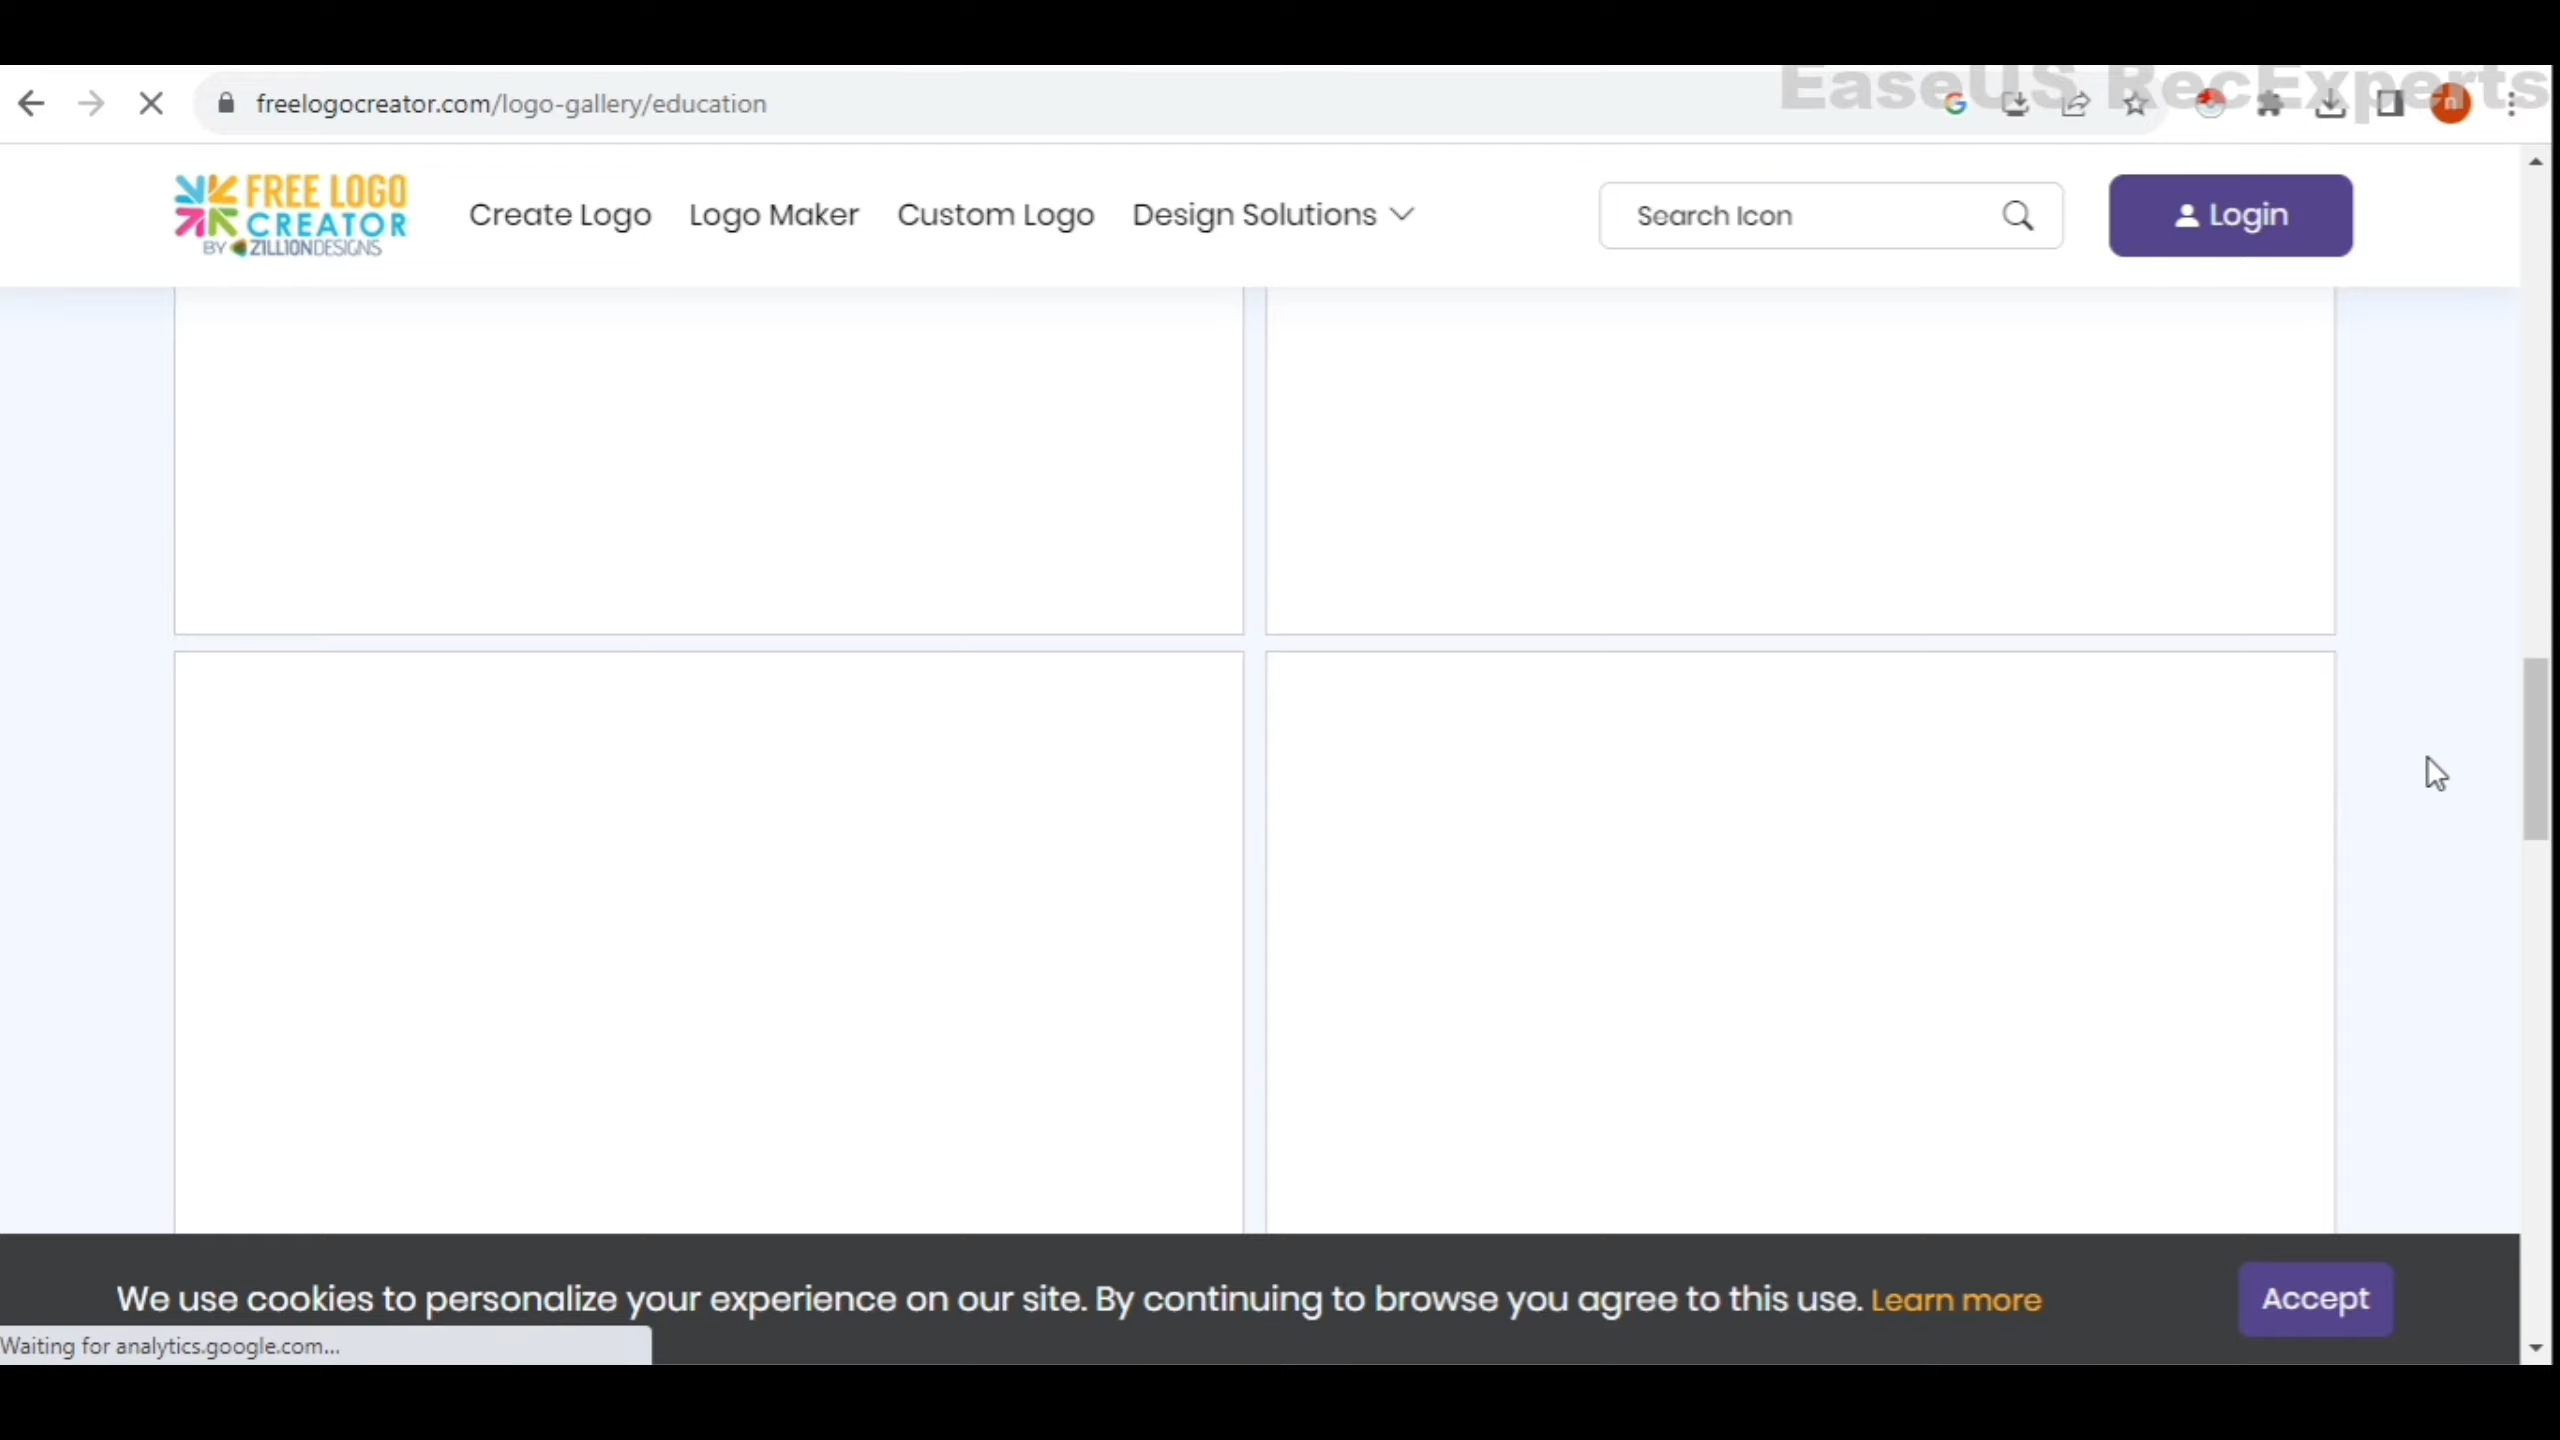 EaseUS RecExperts
freelogocreator.com/logo-gallery/education
n
FREE LOGO
CREATOR
BY ZILLIONDESIGNS
Create Logo
Logo Maker
Custom Logo
Design Solutions
Search Icon
Login
We use cookies to personalize your experience on our site. By continuing to browse you agree to this use. Learn more
Accept
Waiting for analytics.google.com...